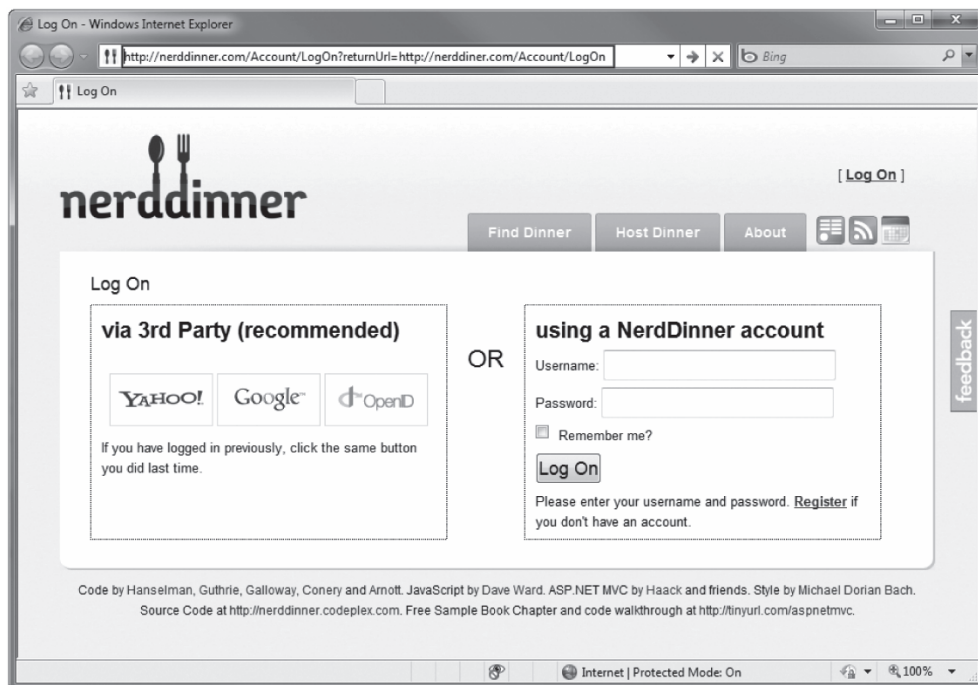 Log On - Windows Internet Explorer
http://nerddinner.com/Account/LogOn?returnUrl=http://nerddiner.com/Account/LogOn
Bing
Log On
nerddinner
[ Log On ]
Find Dinner
Host Dinner
About
Log On
via 3rd Party (recommended)
YAHOO!
Google™
OpenID
If you have logged in previously, click the same button
you did last time.
OR
using a NerdDinner account
Username:
Password:
Remember me?
Log On
Please enter your username and password. Register if
you don't have an account.
feedback
Code by Hanselman, Guthrie, Galloway, Conery and Arnott. JavaScript by Dave Ward. ASP.NET MVC by Haack and friends. Style by Michael Dorian Bach.
Source Code at http://nerddinner.codeplex.com. Free Sample Book Chapter and code walkthrough at http://tinyurl.com/aspnetmvc.
Internet | Protected Mode: On
100%